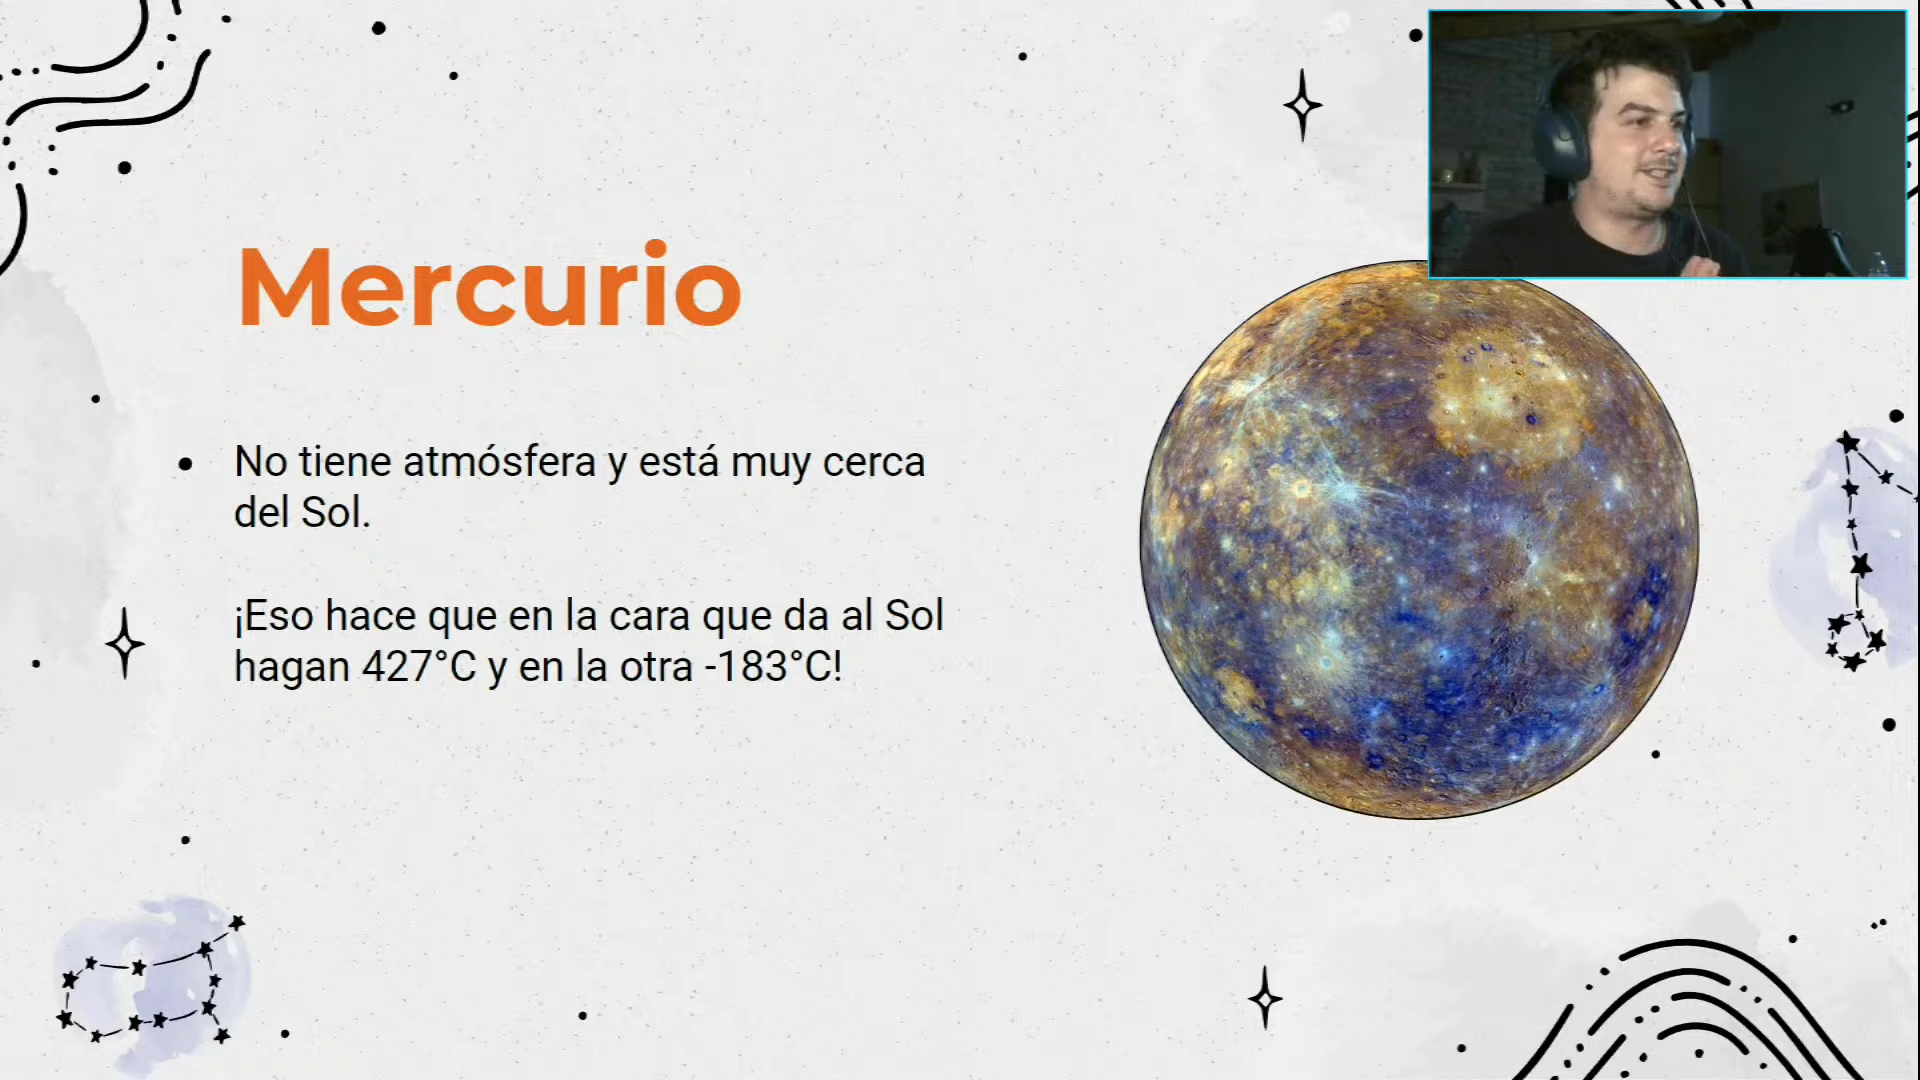 Mercurio
No tiene atmósfera y está muy cerca
del Sol.
¡Eso hace que en la cara que da al Sol
hagan 427°C y en la otra -183°C!